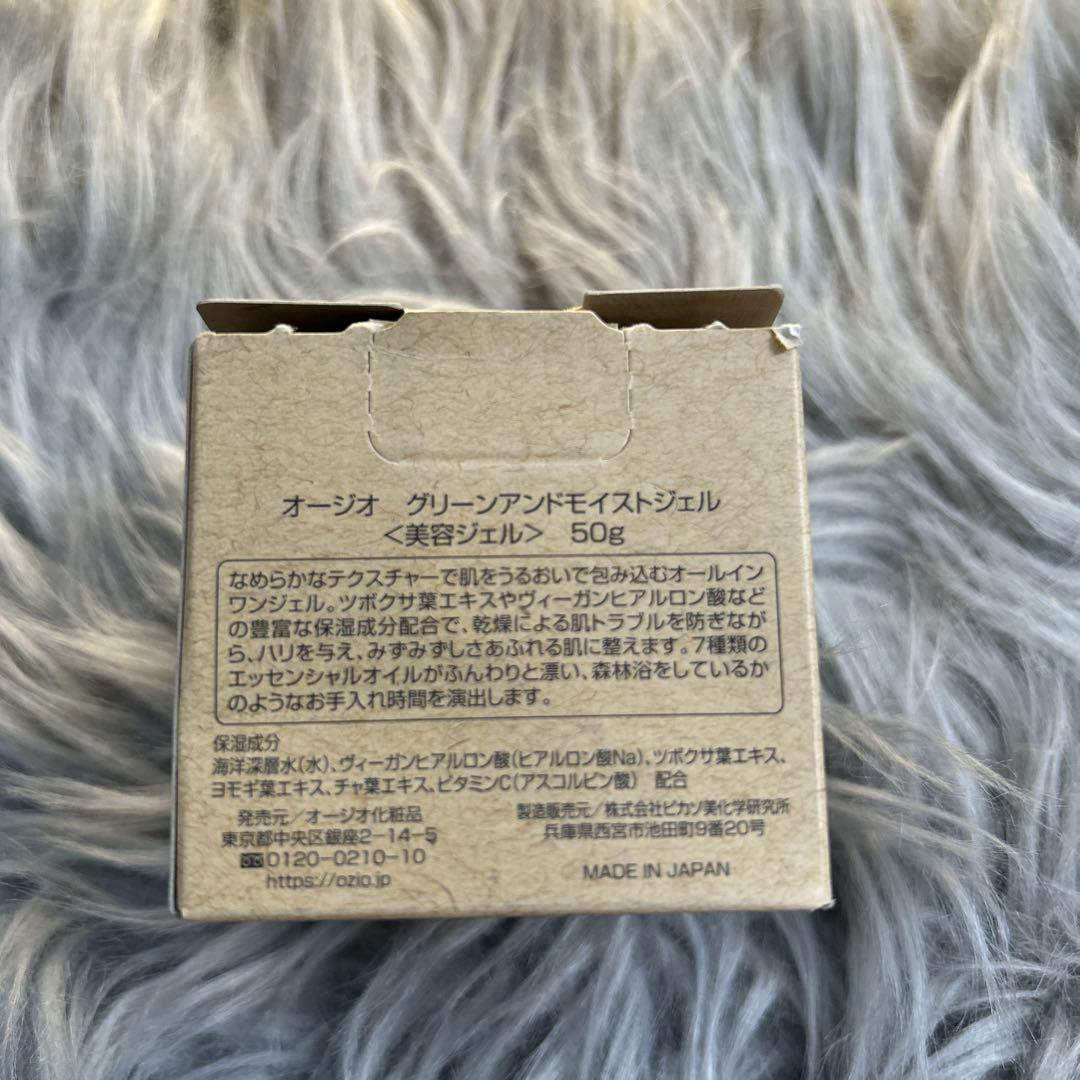 オージオ　グリーンアンドモイストジェル
＜美容ジェル＞　50g
なめらかなテクスチャーで肌をうるおいで包み込むオールイン
ワンジェル。ツボクサ葉エキスやヴィーガンヒアルロン酸など
の豊富な保湿成分配合で、乾燥による肌トラブルを防ぎなが
ら、ハリを与え、みずみずしさあふれる肌に整えます。7種類の
エッセンシャルオイルがふんわりと漂い、森林浴をしているか
のようなお手入れ時間を演出します。
保湿成分
海洋深層水（水）、ヴィーガンヒアルロン酸（ヒアルロン酸Na）、ツボクサ葉エキス、
ヨモギ葉エキス、チャ葉エキス、ビタミンC（アスコルビン酸）　配合
発売元／オージオ化粧品
東京都中央区銀座2-14-5
0120-0210-10
https://ozio.jp
製造販売元／株式会社ピカソ美化学研究所
兵庫県西宮市池田町9番20号
MADE IN JAPAN